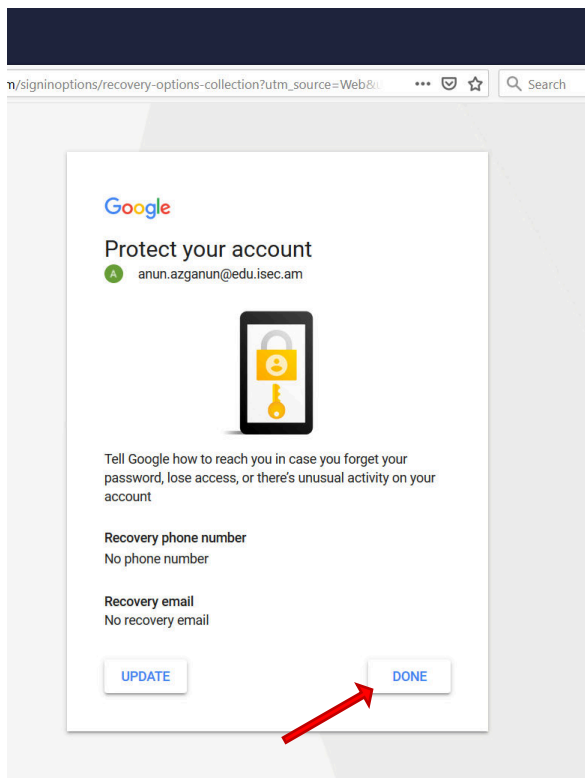 m/signinoptions/recovery-options-collection?utm_source=Web&
Search
Google
Protect your account
A anun.azganun@edu.isec.am
Tell Google how to reach you in case you forget your
password, lose access, or there's unusual activity on your
account
Recovery phone number
No phone number
Recovery email
No recovery email
UPDATE DONE